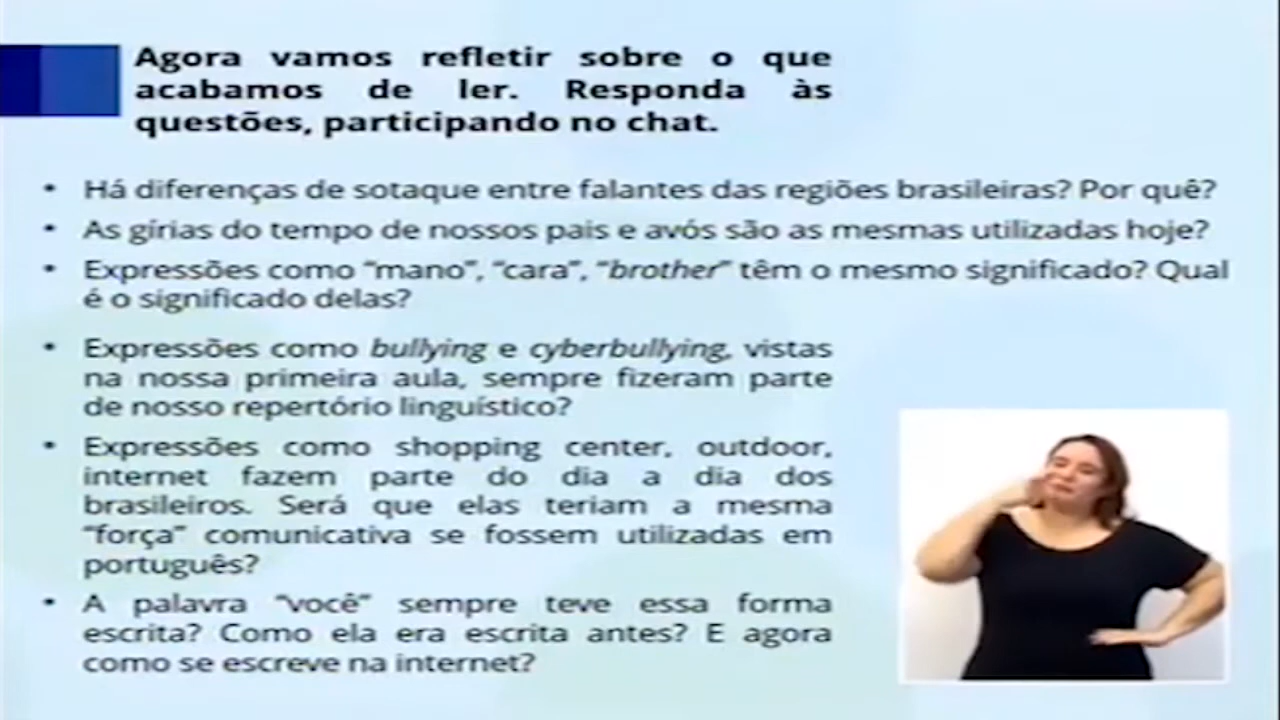 Agora vamos refletir sobre o que
acabamos de ler. Responda às
questões, participando no chat.
• Há diferenças de sotaque entre falantes das regiões brasileiras? Por quê?
• As gírias do tempo de nossos pais e avós são as mesmas utilizadas hoje?
• Expressões como “mano”, “cara”, “brother” têm o mesmo significado? Qual
é o significado delas?
• Expressões como bullying e cyberbullying, vistas
na nossa primeira aula, sempre fizeram parte
de nosso repertório linguístico?
• Expressões como shopping center, outdoor,
internet fazem parte do dia a dia dos
brasileiros. Será que elas teriam a mesma
“força” comunicativa se fossem utilizadas em
português?
• A palavra “você” sempre teve essa forma
escrita? Como ela era escrita antes? E agora
como se escreve na internet?